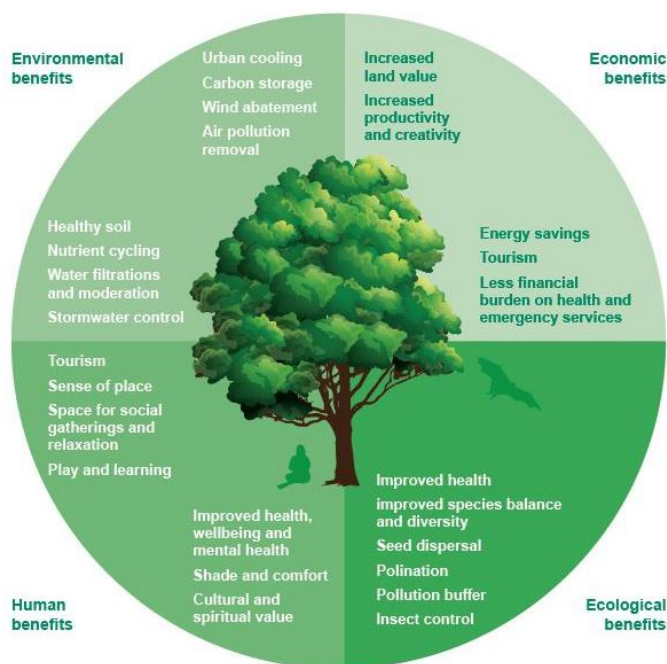 Environmental
benefits
Urban cooling
Carbon storage
Wind abatement
Air pollution
removal
Healthy soil
Nutrient cycling
Water filtrations
and moderation
Stormwater control
Economic
benefits
Increased
land value
Increased
productivity
and creativity
Energy savings
Tourism
Less financial
burden on health and
emergency services
Human
benefits
Tourism
Sense of place
Space for social
gatherings and
relaxation
Play and learning
Improved health,
wellbeing and
mental health
Shade and comfort
Cultural and
spiritual value
Ecological
benefits
Improved health
improved species balance
and diversity
Seed dispersal
Polination
Pollution buffer
Insect control